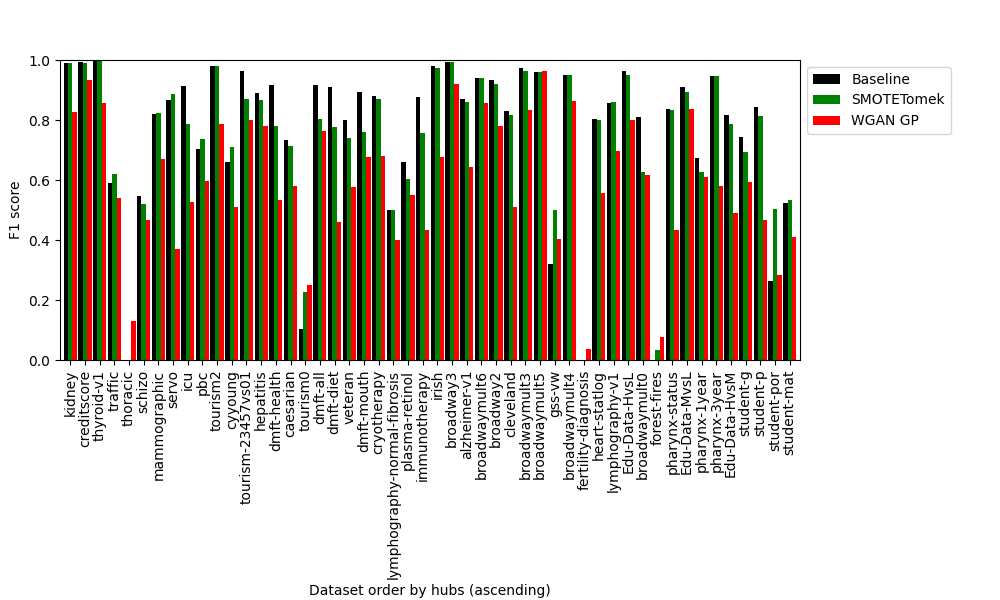 Baseline
SMOTETomek
WGAN GP
F1 score
1.0
0.8
0.6
0.4
0.2
0.0
kidney
creditscore
thyroid-v1
traffic
thoracic
schizo
mammographic
servo
icu
pbc
tourism2
cyyoung
tourism-23457vs01
hepatitis
dmft-health
caesarian
tourism0
dmft-all
dmft-diet
veteran
dmft-mouth
cryotherapy
lymphography-normal-fibrosis
plasma-retinol
immunotherapy
irish
broadway3
alzheimer-v1
broadwaymult6
broadway2
cleveland
broadwaymult3
broadwaymult5
gss-vw
broadwaymult4
fertility-diagnosis
heart-statlog
lymphography-v1
Edu-Data-HvsL
broadwaymult0
forest-fires
pharynx-status
Edu-Data-MvsL
pharynx-1year
pharynx-3year
Edu-Data-HvsM
student-g
student-p
student-por
student-mat
Dataset order by hubs (ascending)